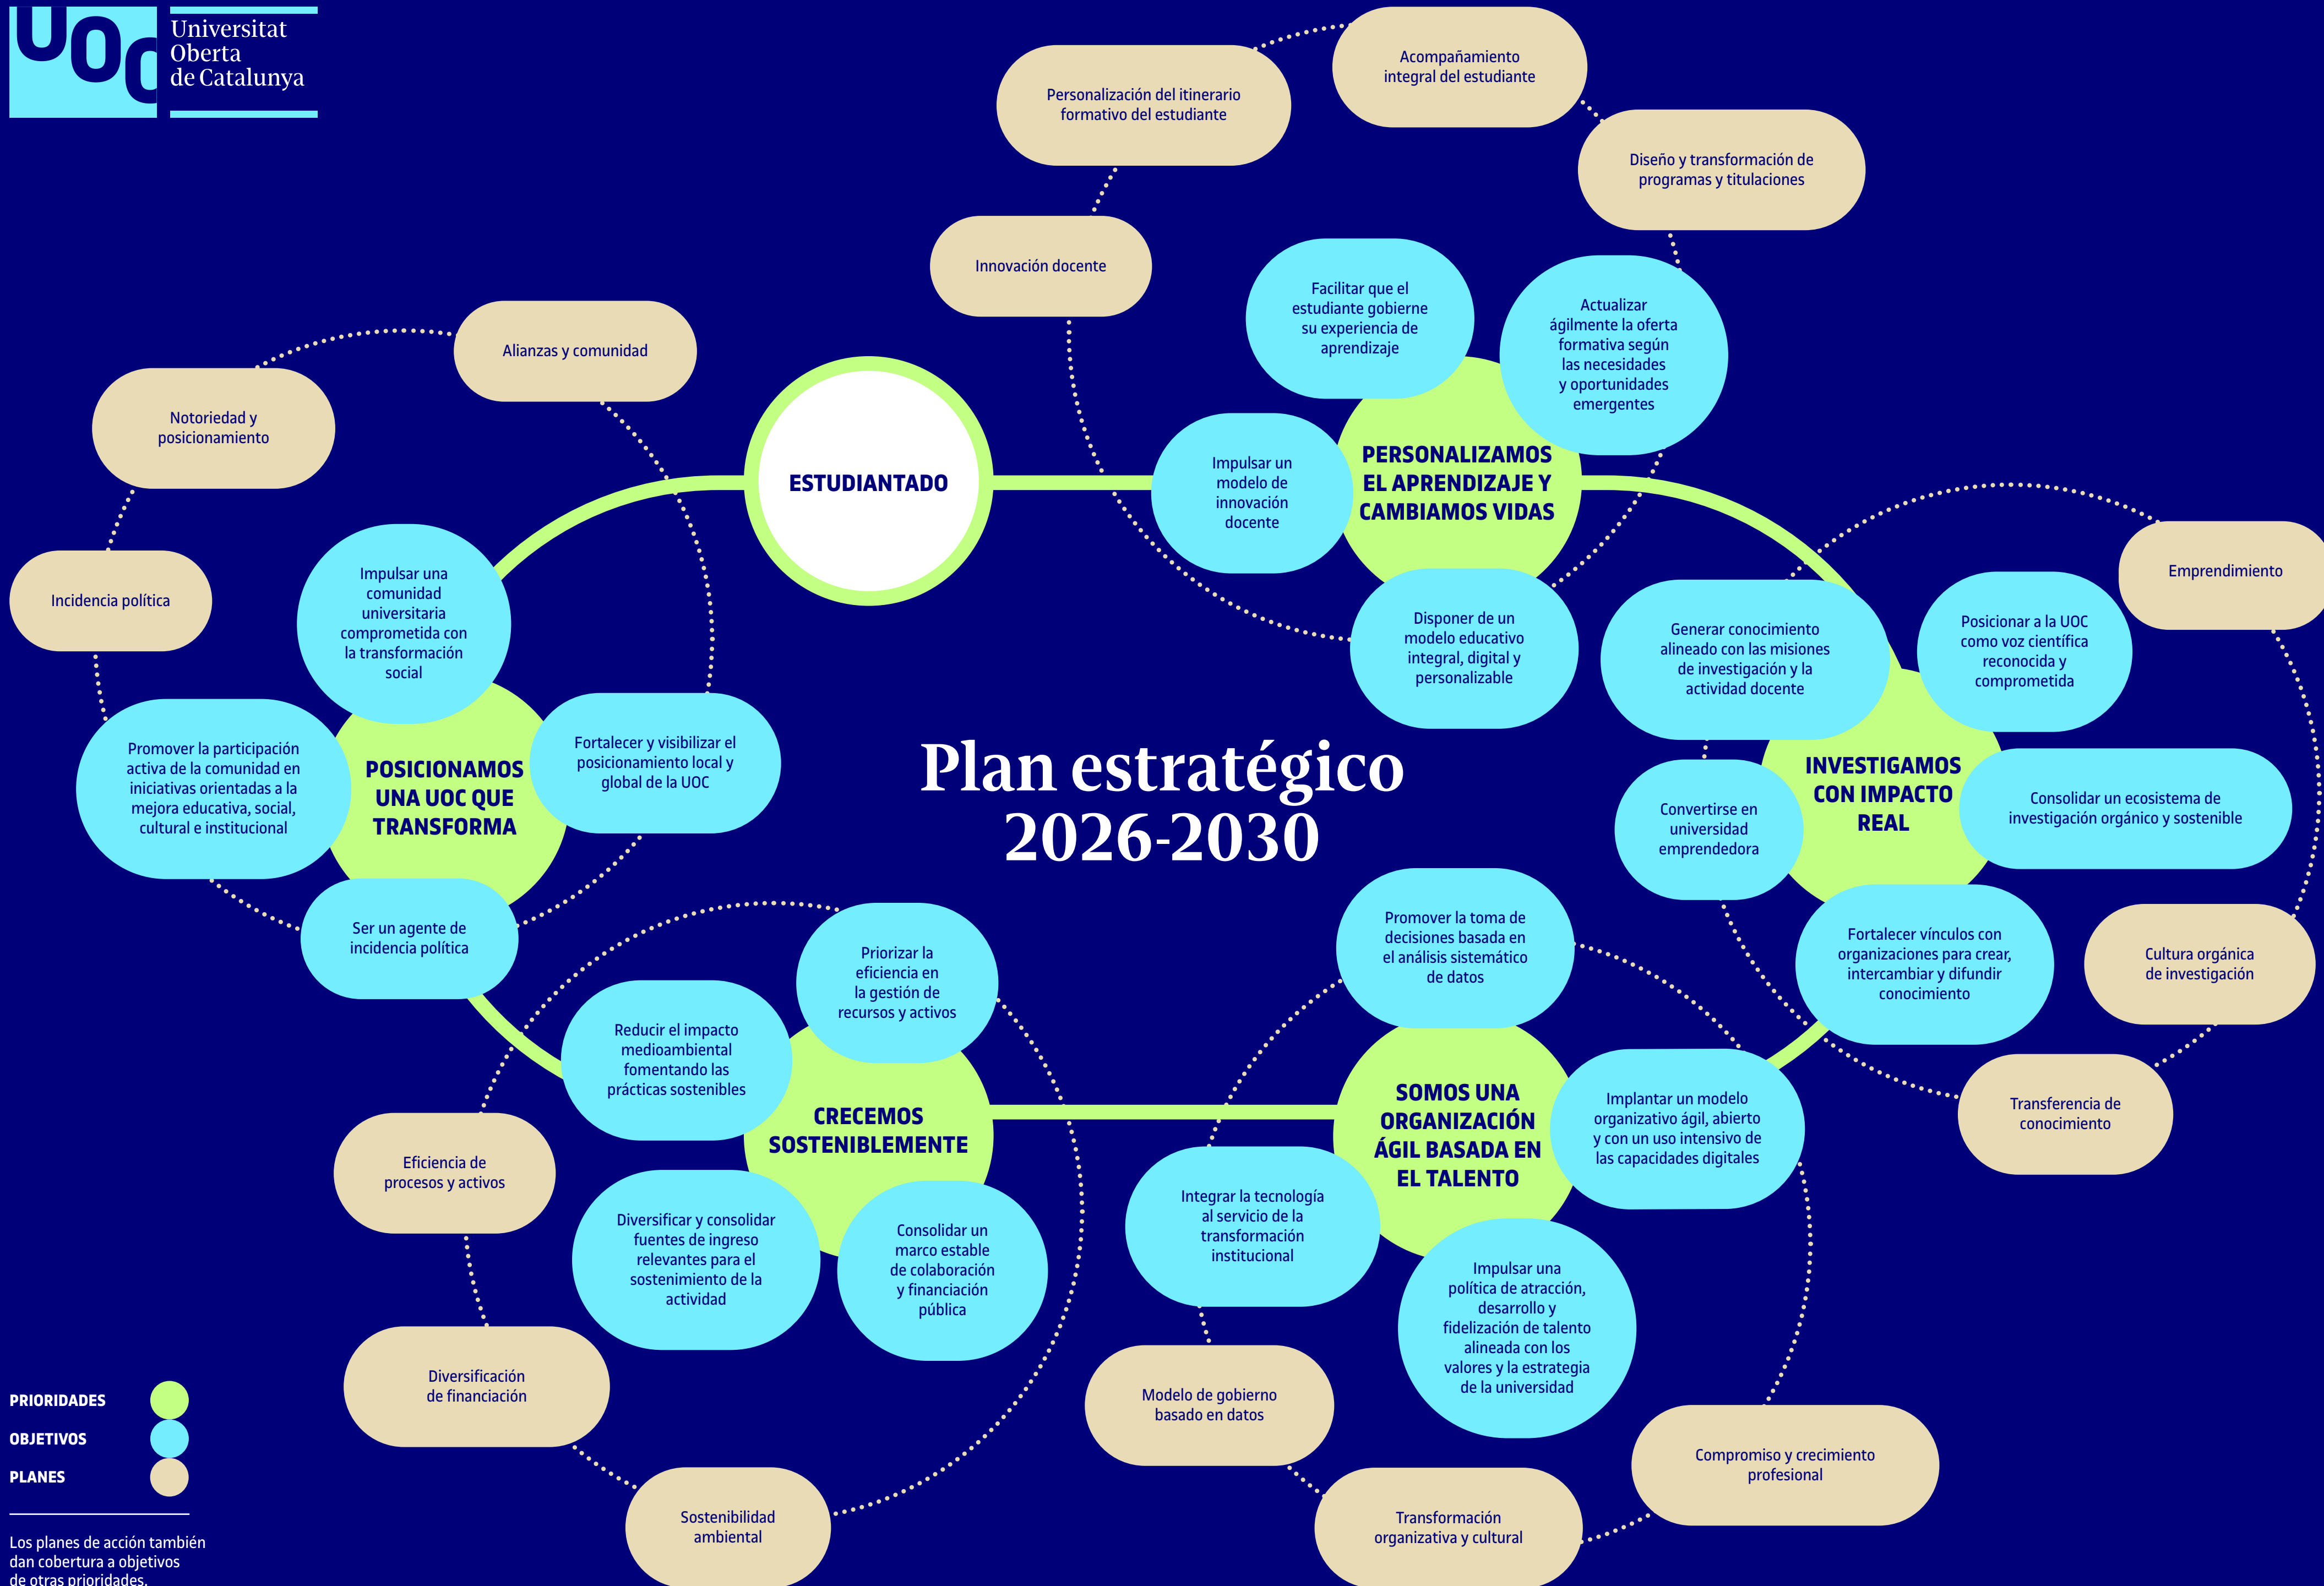 UOC
Universitat
Oberta
de Catalunya
Acompañamiento
integral del estudiante
Personalización del itinerario
formativo del estudiante
Diseño y transformación de
programas y titulaciones
Innovación docente
Facilitar que el
estudiante gobierne
su experiencia de
aprendizaje
Actualizar
ágilmente la oferta
formativa según
las necesidades
y oportunidades
emergentes
Impulsar un
modelo de
innovación
docente
PERSONALIZAMOS
EL APRENDIZAJE Y
CAMBIAMOS VIDAS
Disponer de un
modelo educativo
integral, digital y
personalizable
ESTUDIANTADO
Alianzas y comunidad
Notoriedad y
posicionamiento
Incidencia política
Impulsar una
comunidad
universitaria
comprometida con
la transformación
social
Promover la participación
activa de la comunidad en
iniciativas orientadas a la
mejora educativa, social,
cultural e institucional
POSICIONAMOS
UNA UOC QUE
TRANSFORMA
Fortalecer y visibilizar el
posicionamiento local y
global de la UOC
Ser un agente de
incidencia política
Plan estratégico
2026-2030
Emprendimiento
Generar conocimiento
alineado con las misiones
de investigación y la
actividad docente
Posicionar a la UOC
como voz científica
reconocida y
comprometida
Convertirse en
universidad
emprendedora
INVESTIGAMOS
CON IMPACTO
REAL
Consolidar un ecosistema de
investigación orgánico y sostenible
Fortalecer vínculos con
organizaciones para crear,
intercambiar y difundir
conocimiento
Cultura orgánica
de investigación
Transferencia de
conocimiento
Priorizar la
eficiencia en
la gestión de
recursos y activos
Reducir el impacto
medioambiental
fomentando las
prácticas sostenibles
CRECEMOS
SOSTENIBLEMENTE
Diversificar y consolidar
fuentes de ingreso
relevantes para el
sostenimiento de la
actividad
Consolidar un
marco estable
de colaboración
y financiación
pública
Eficiencia de
procesos y activos
Diversificación
de financiación
Sostenibilidad
ambiental
Promover la toma de
decisiones basada en
el análisis sistemático
de datos
SOMOS UNA
ORGANIZACIÓN
ÁGIL BASADA EN
EL TALENTO
Implantar un modelo
organizativo ágil, abierto
y con un uso intensivo de
las capacidades digitales
Integrar la tecnología
al servicio de la
transformación
institucional
Impulsar una
política de atracción,
desarrollo y
fidelización de talento
alineada con los
valores y la estrategia
de la universidad
Modelo de gobierno
basado en datos
Transformación
organizativa y cultural
Compromiso y crecimiento
profesional
PRIORIDADES
OBJETIVOS
PLANES
Los planes de acción también
dan cobertura a objetivos
de otras prioridades.